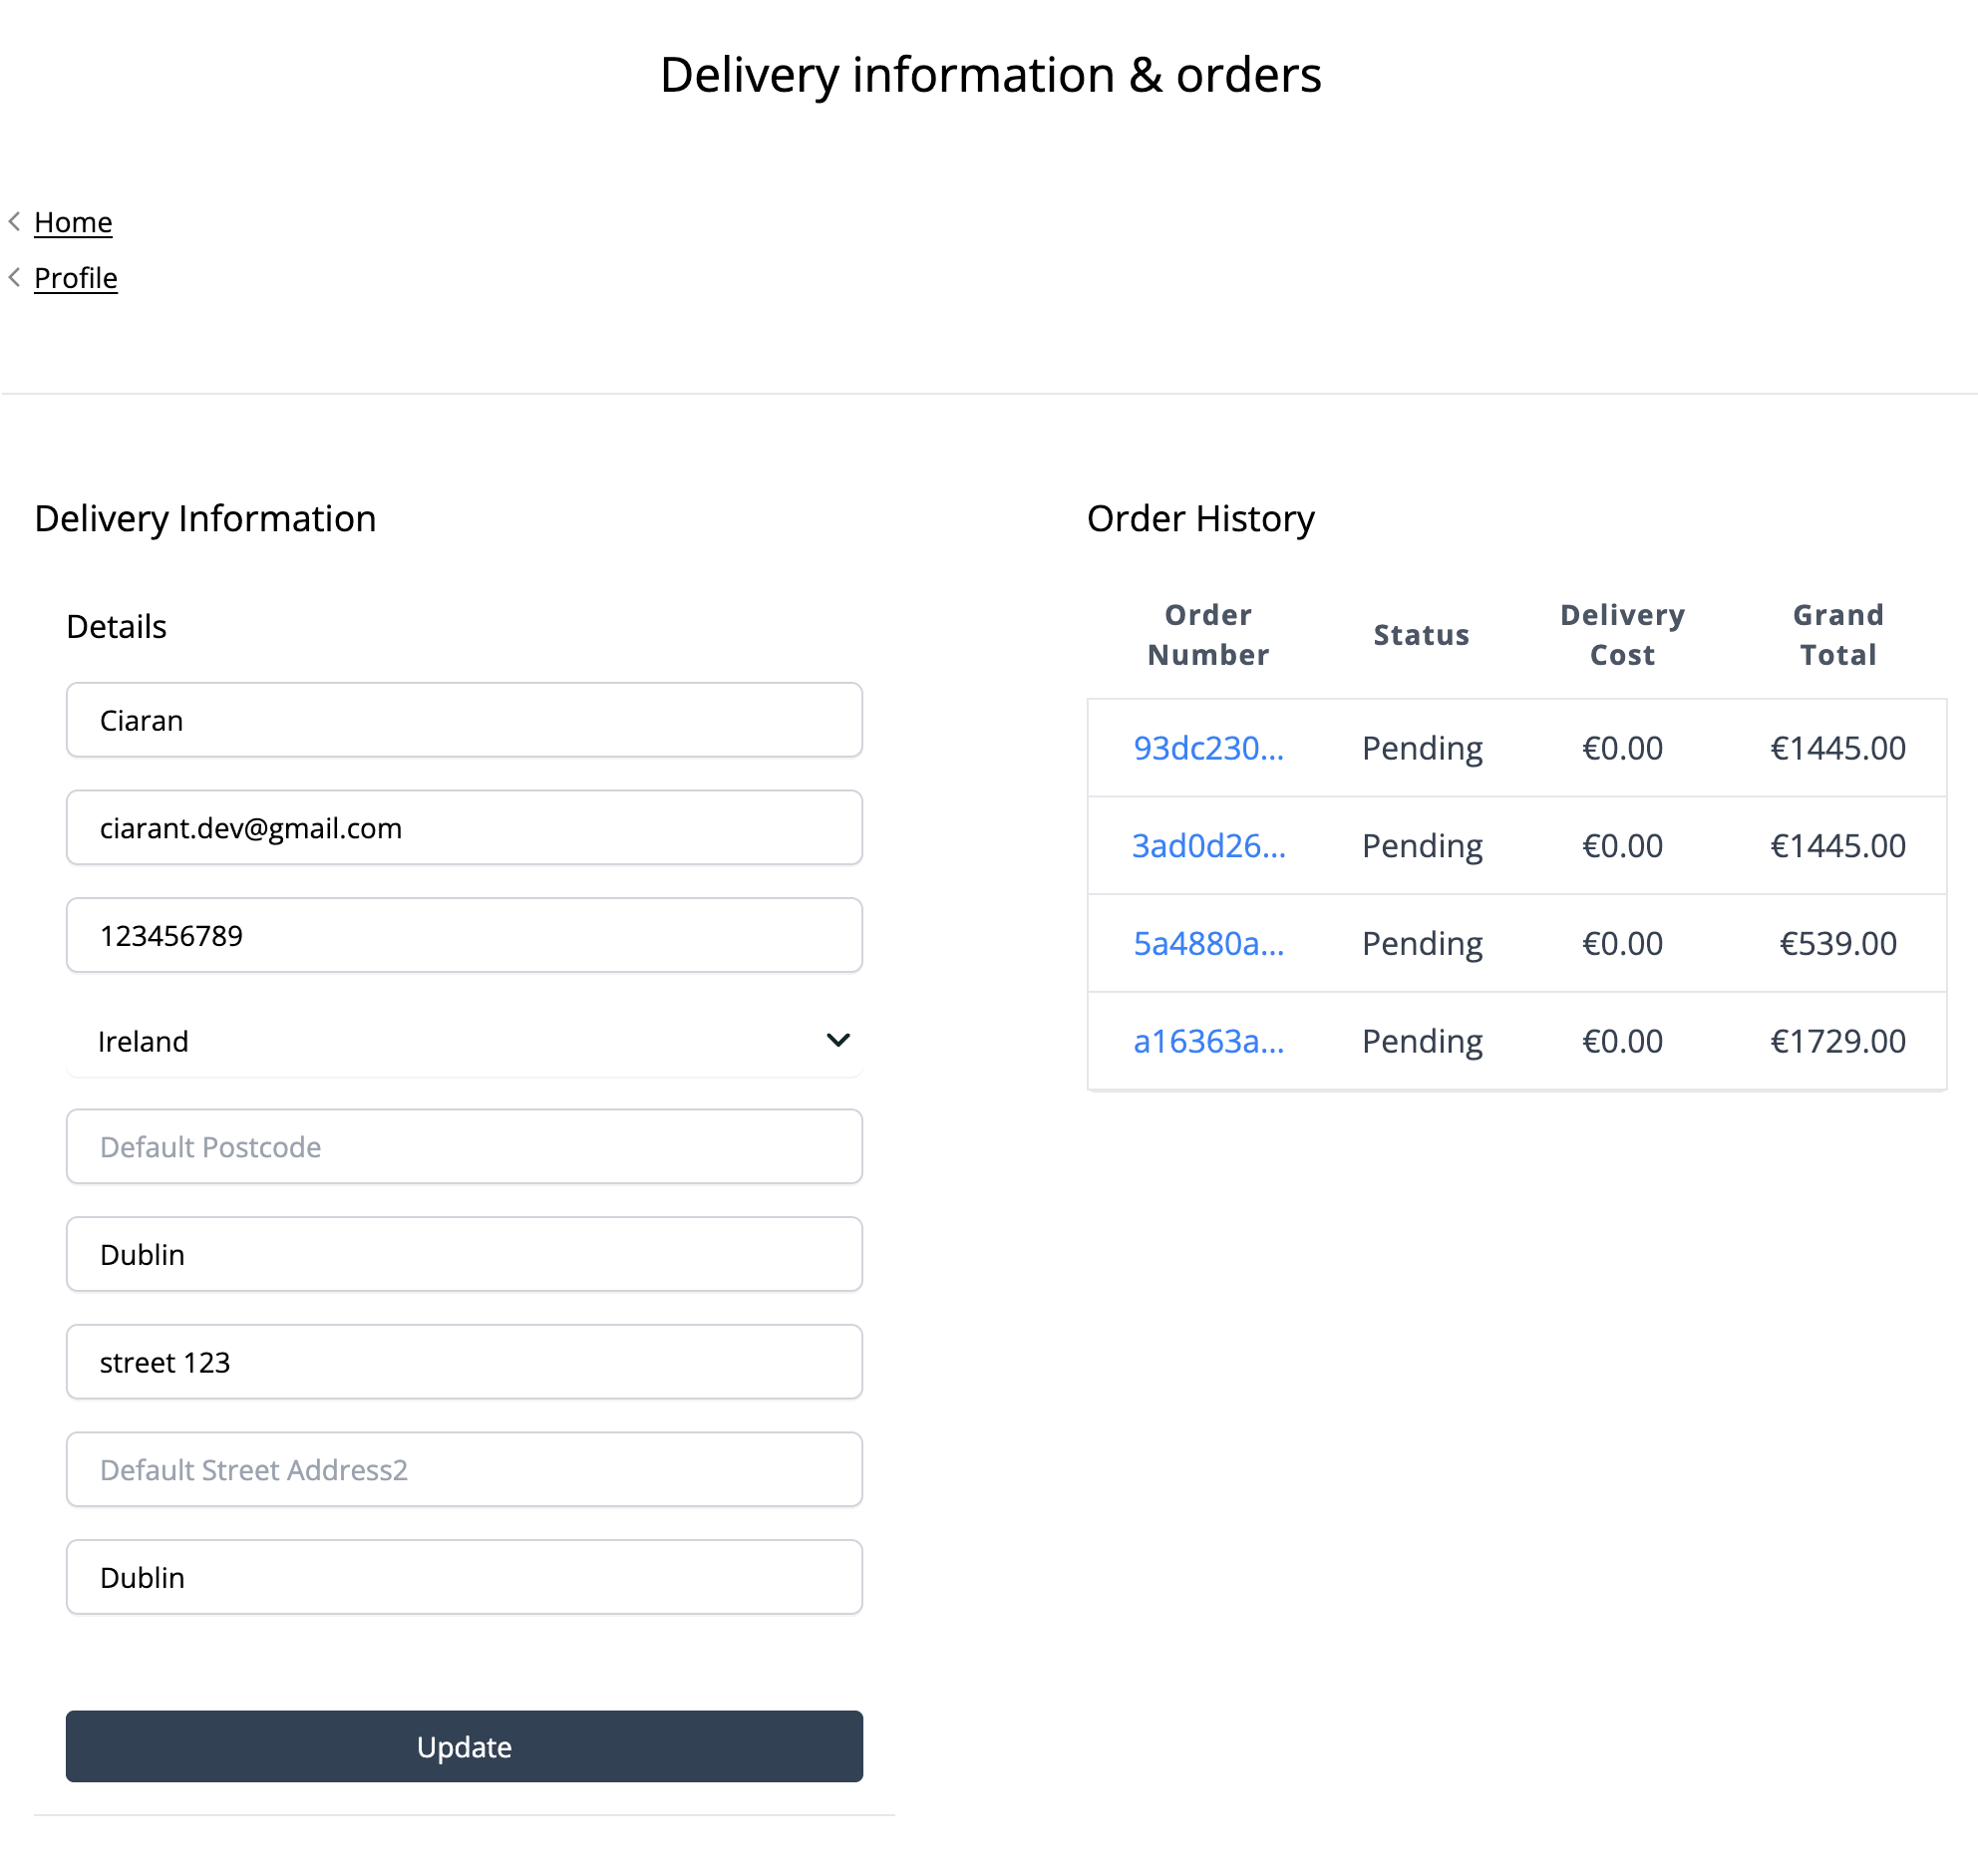 Delivery information & orders
Home
Profile
Delivery Information
Details
Ciaran
ciarant.dev@gmail.com
123456789
Ireland
Default Postcode
Dublin
street 123
Default Street Address2
Dublin
Update
Order History
Order Number Status Delivery Cost Grand Total
93dc230... Pending €0.00 €1445.00
3ad0d26... Pending €0.00 €1445.00
5a4880a... Pending €0.00 €539.00
a16363a... Pending €0.00 €1729.00